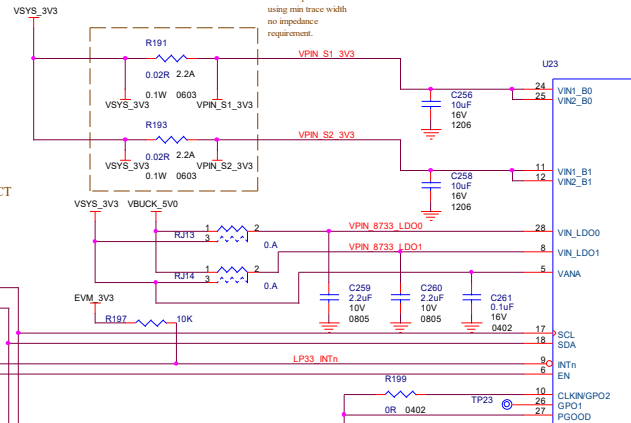 using min trace width
no impedance
requirement.
VSYS_3V3
R191
VPIN_S1_3V3
U23
0.02R 2.2A
0.1W 0603
VSYS_3V3
VPIN_S1_3V3
C256
10uF
16V
1206
24 VIN1_B0
25 VIN2_B0
R193
VPIN_S2_3V3
0.02R 2.2A
VSYS_3V3
VPIN_S2_3V3
0.1W 0603
C258
10uF
16V
1206
11 VIN1_B1
12 VIN2_B1
CT
VSYS_3V3 VBUCK_5V0
1 2
RJ13 3
0.A
VPIN_8733_LDO0
28 VIN_LDO0
VPIN_8733_LDO1
8 VIN_LDO1
1 2
RJ14 3
0.A
5 VANA
EVM_3V3
R197 10K
C259
2.2uF
10V
0805
C260
2.2uF
10V
0805
C261
0.1uF
16V
0402
17 SCL
18 SDA
LP33_INTn
9 INTn
6 EN
R199
0R 0402
TP23
10 CLKIN/GPO2
26 GPO1
27 PGOOD